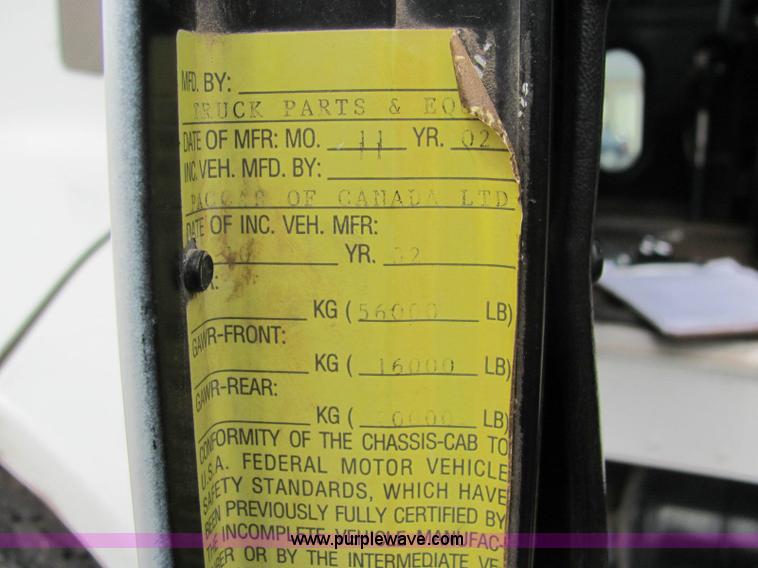 MFD. BY:
TRUCK PARTS & EQ
DATE OF MFR: MO. 11 YR. 02
INC. VEH. MFD. BY:
PACCAR OF CANADA LTD
DATE OF INC. VEH. MFR:
YR. 02
KG (56000 LB)
GAWR-FRONT:
KG ( 16000 LB)
GAWR-REAR:
KG ( LB)
CONFORMITY OF THE CHASSIS-CAB TO
U.S.A. FEDERAL MOTOR VEHICLE
SAFETY STANDARDS, WHICH HAVE
BEEN PREVIOUSLY FULLY CERTIFIED BY
THE INCOMPLETE VEHICLE MANUFAC-
OR BY THE INTERMEDIATE VE
www.purplewave.com